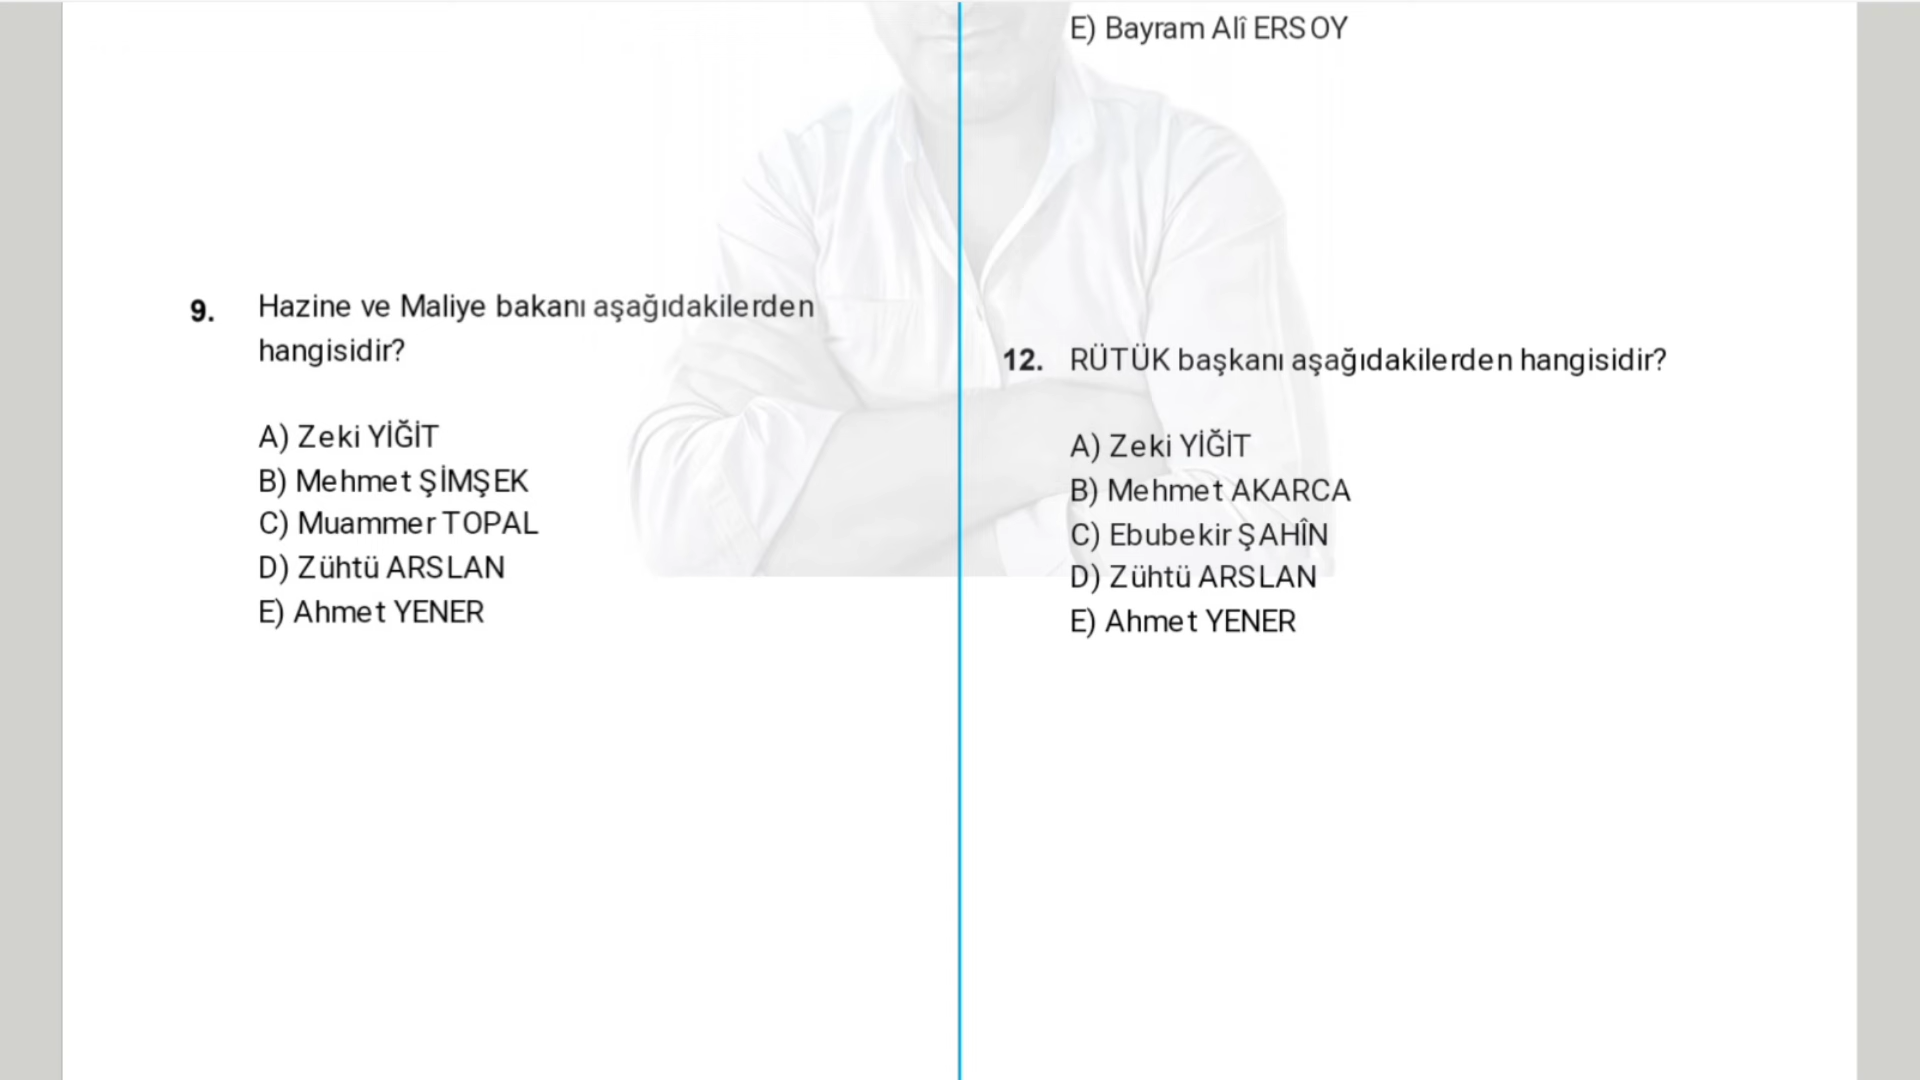 9. Hazine ve Maliye bakanı aşağıdakilerden
hangisidir?
A) Zeki YİĞİT
B) Mehmet ŞİMŞEK
C) Muammer TOPAL
D) Zühtü ARSLAN
E) Ahmet YENER
E) Bayram Alî ERSOY
12. RÜTÜK başkanı aşağıdakilerden hangisidir?
A) Zeki YİĞİT
B) Mehmet AKARCA
C) Ebubekir ŞAHÎN
D) Zühtü ARSLAN
E) Ahmet YENER